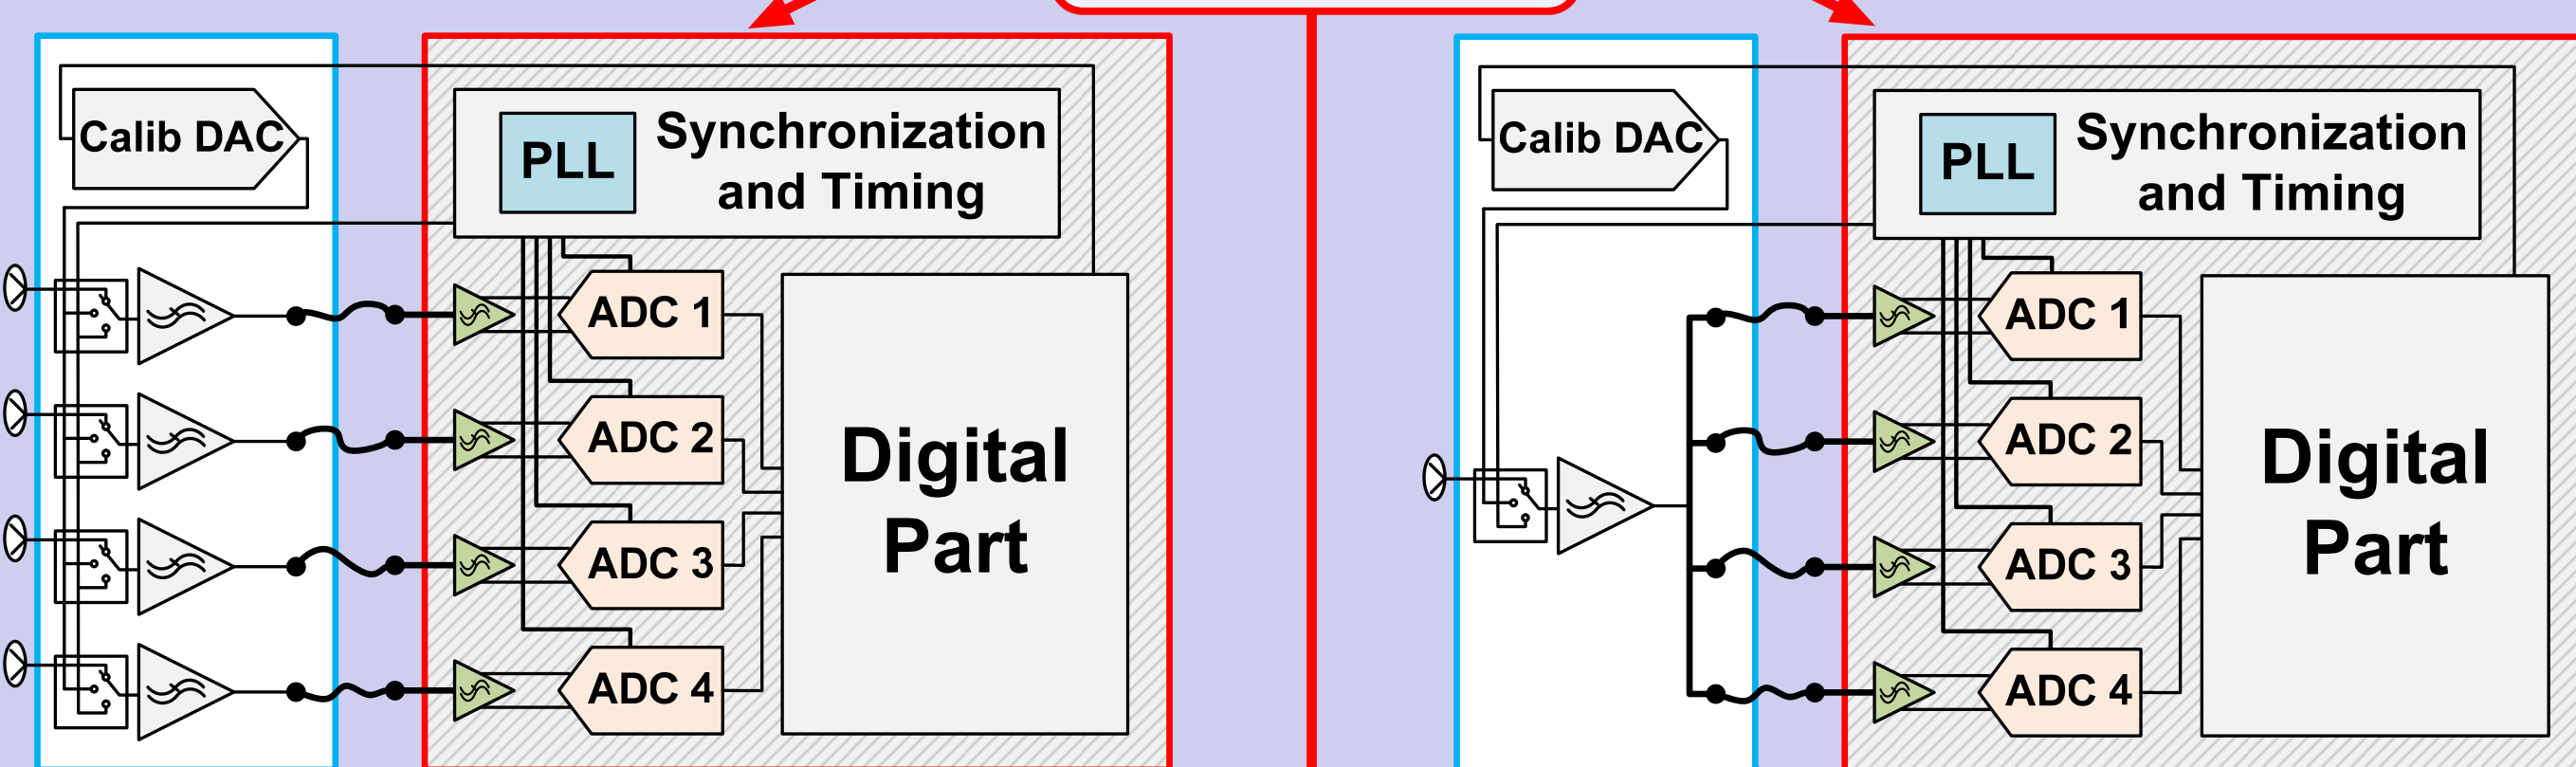 Calib DAC
PLL
Synchronization
and Timing
ADC 1
ADC 2
ADC 3
ADC 4
Digital
Part
Calib DAC
PLL
Synchronization
and Timing
ADC 1
ADC 2
ADC 3
ADC 4
Digital
Part